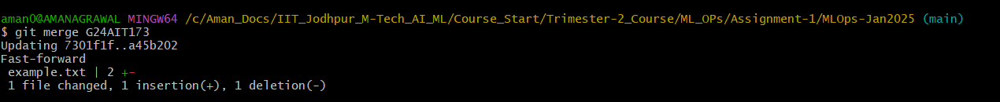 aman0@AMANAGRAWAL MINGW64 /c/Aman_Docs/IIT_Jodhpur_M-Tech_AI_ML/Course_Start/Trimester-2_Course/ML_OPs/Assignment-1/MLOps-Jan2025 (main)
$ git merge G24AIT173
Updating 7301f1f..a45b202
Fast-forward
 example.txt | 2 +-
 1 file changed, 1 insertion(+), 1 deletion(-)